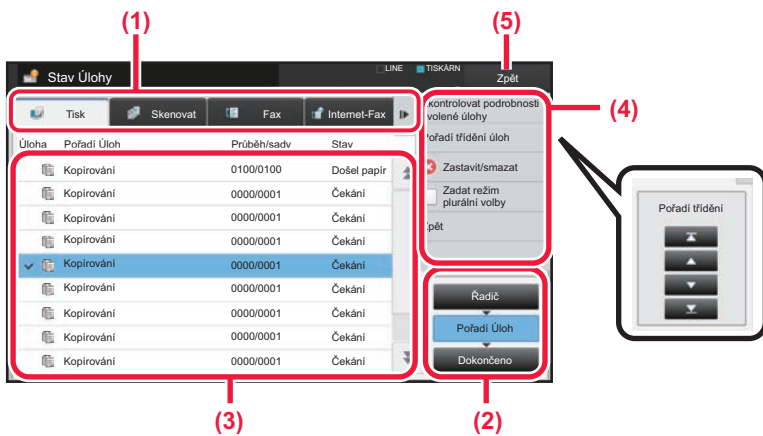 (1)
(5)
LINE
TISKÁRN
Stav Úlohy
Zpět
Tisk
Skenovat
Fax
Internet-Fax
kontrolovat podrobnosti
volené úlohy
(4)
Úloha
Pořadí Úloh
Průběh/sadv
Stav
ořadí třídění úloh
Kopírování
0100/0100
Došel papír
Zastavit/smazat
Kopírování
0000/0001
Čekání
Zadat režim
plurální volby
Kopírování
0000/0001
Čekání
pět
Kopírování
0000/0001
Čekání
Kopírování
0000/0001
Čekání
Kopírování
0000/0001
Čekání
Kopírování
0000/0001
Čekání
Kopírování
0000/0001
Čekání
Kopírování
0000/0001
Čekání
Řadič
Pořadí Úloh
Dokončeno
Pořadí třídění
(3)
(2)